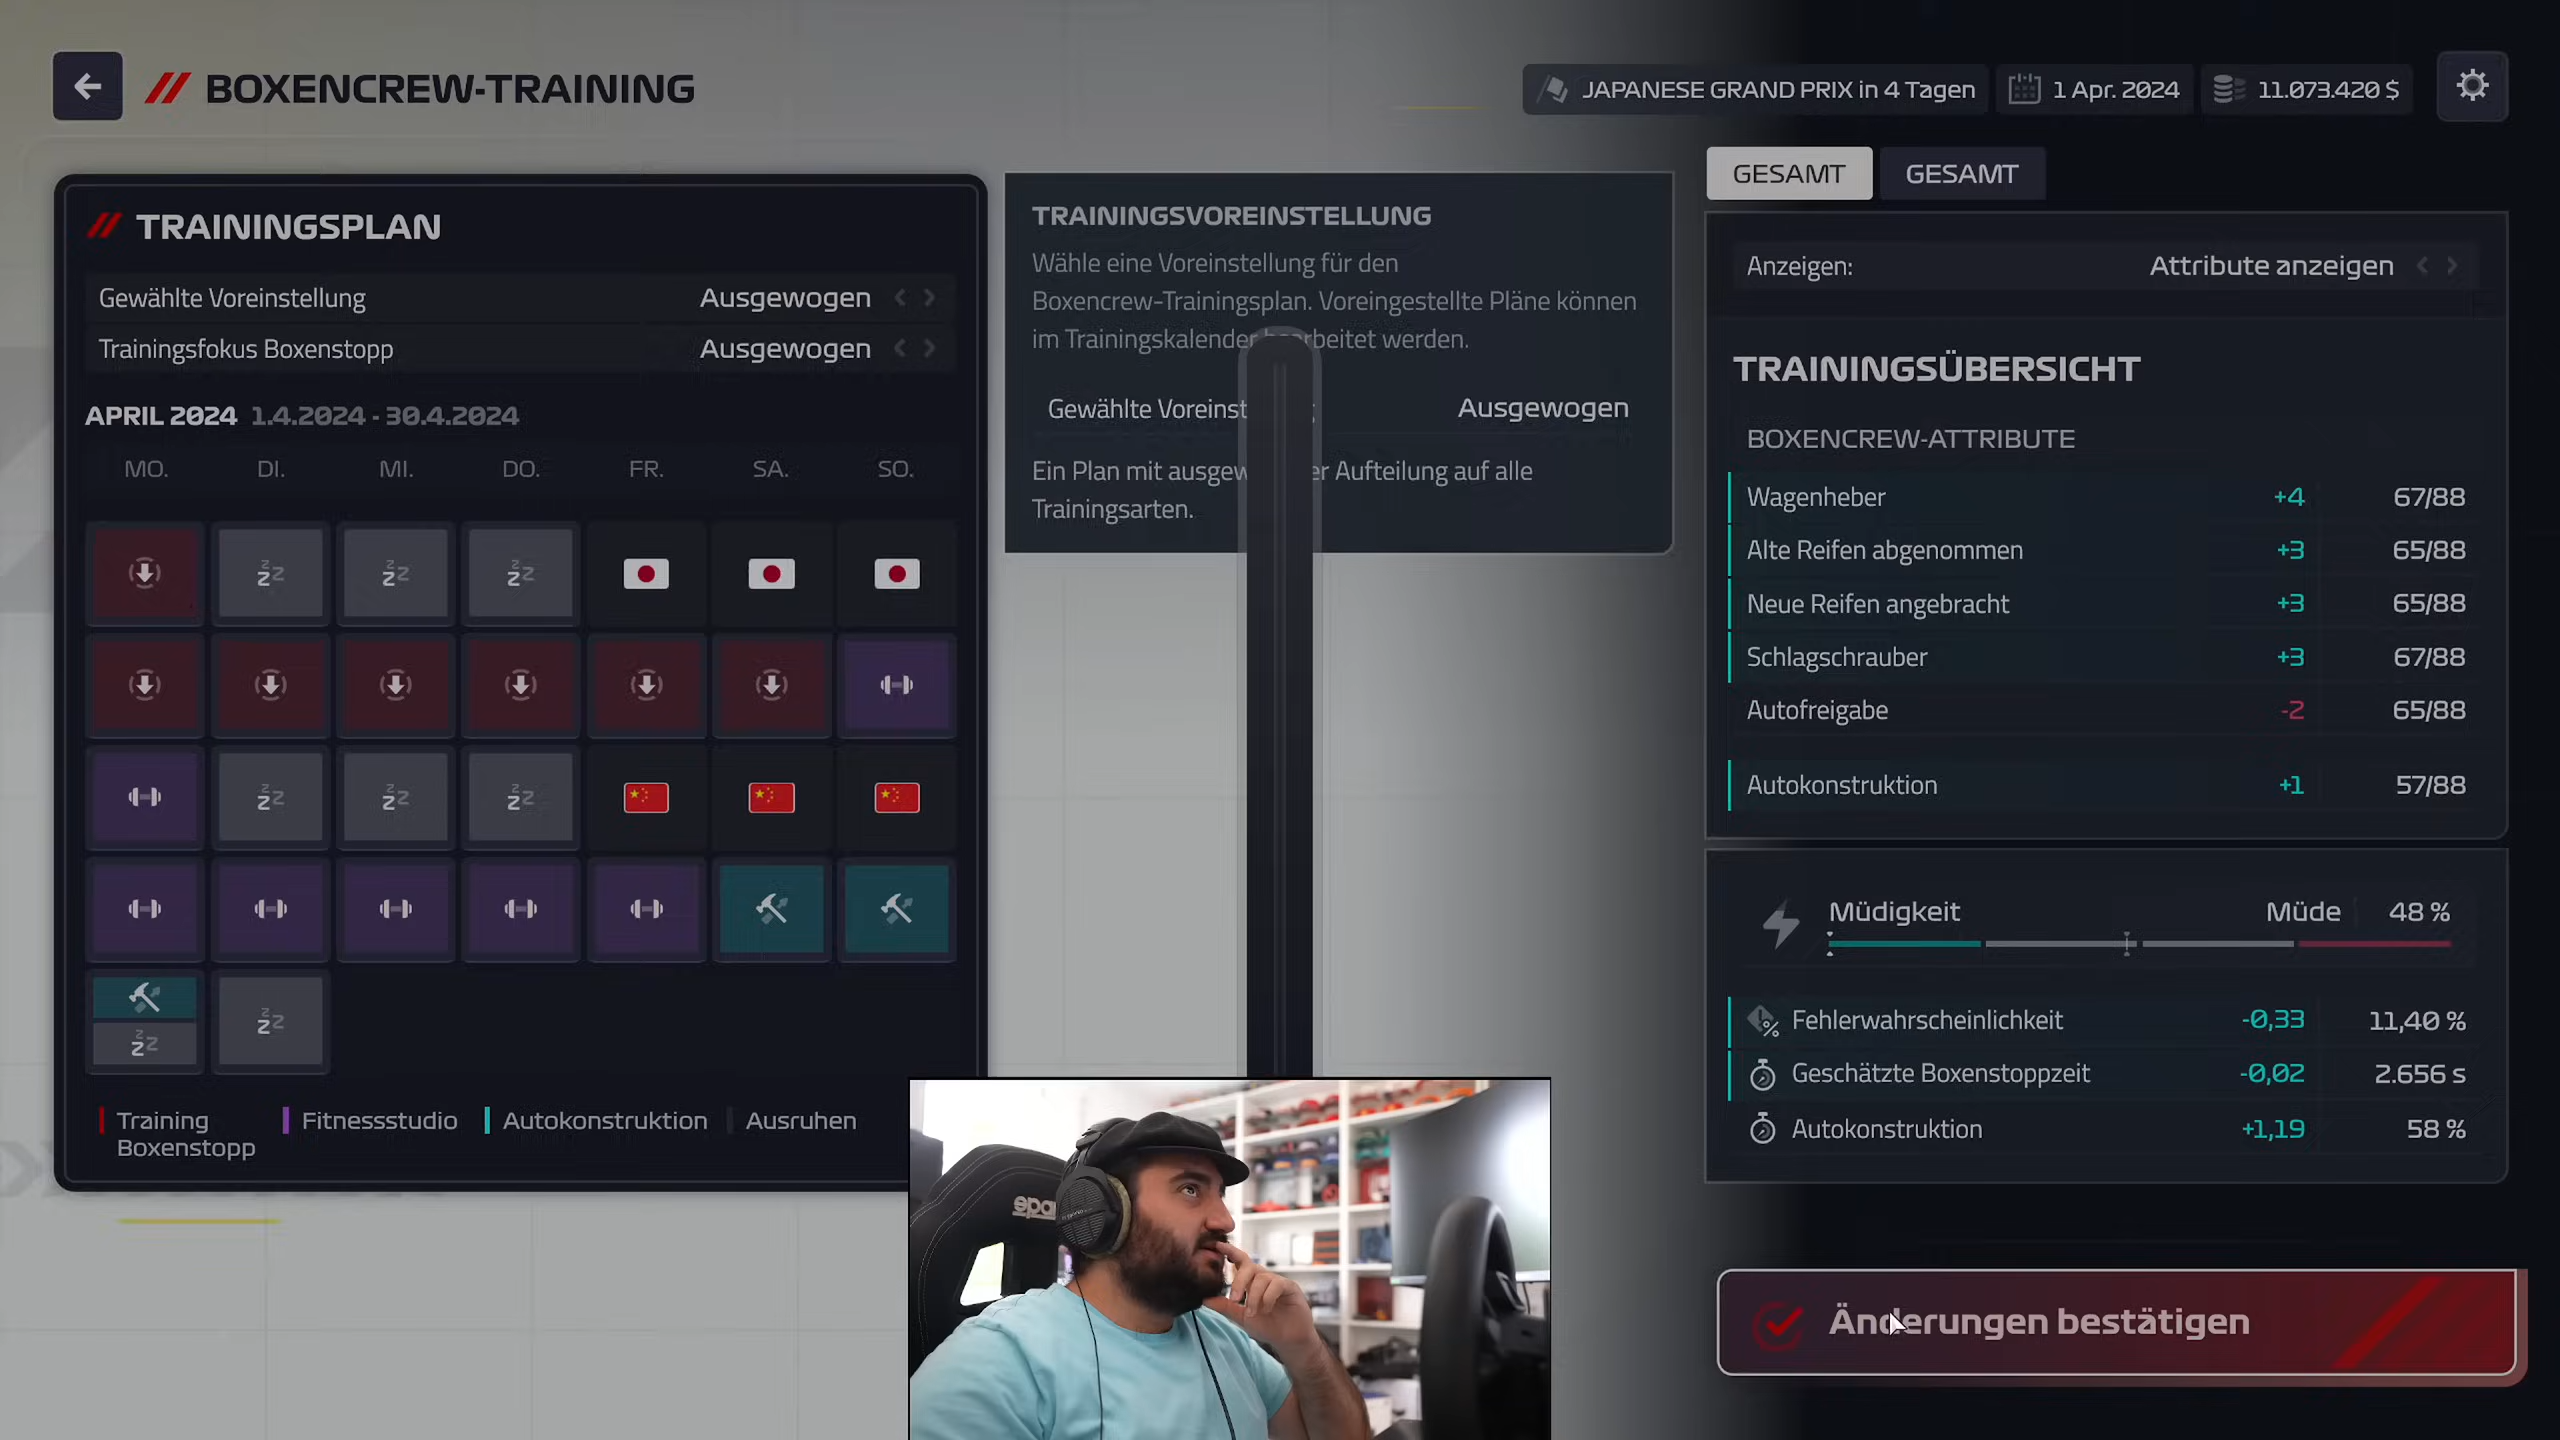 BOXENCREW-TRAINING
JAPANESE GRAND PRIX in 4 Tagen
1 Apr. 2024
11.073.420 $
TRAININGSPLAN
Gewählte Voreinstellung Ausgewogen
Trainingsfokus Boxenstopp Ausgewogen
APRIL 2024 1.4.2024 - 30.4.2024
MO. DI. MI. DO. FR. SA. SO.
Training
Boxenstopp
Fitnessstudio
Autokonstruktion
Ausruhen
TRAININGSVOREINSTELLUNG
Wähle eine Voreinstellung für den
Boxencrew-Trainingsplan. Voreingestellte Pläne können
im Trainingskalender bearbeitet werden.
Gewählte Voreinst Ausgewogen
Ein Plan mit ausgew er Aufteilung auf alle
Trainingsarten.
GESAMT GESAMT
Anzeigen: Attribute anzeigen
TRAININGSÜBERSICHT
BOXENCREW-ATTRIBUTE
Wagenheber +4 67/88
Alte Reifen abgenommen +3 65/88
Neue Reifen angebracht +3 65/88
Schlagschrauber +3 67/88
Autofreigabe -2 65/88
Autokonstruktion +1 57/88
Müdigkeit Müde 48 %
Fehlerwahrscheinlichkeit -0,33 11,40 %
Geschätzte Boxenstoppzeit -0,02 2.656 s
Autokonstruktion +1,19 58 %
Änderungen bestätigen